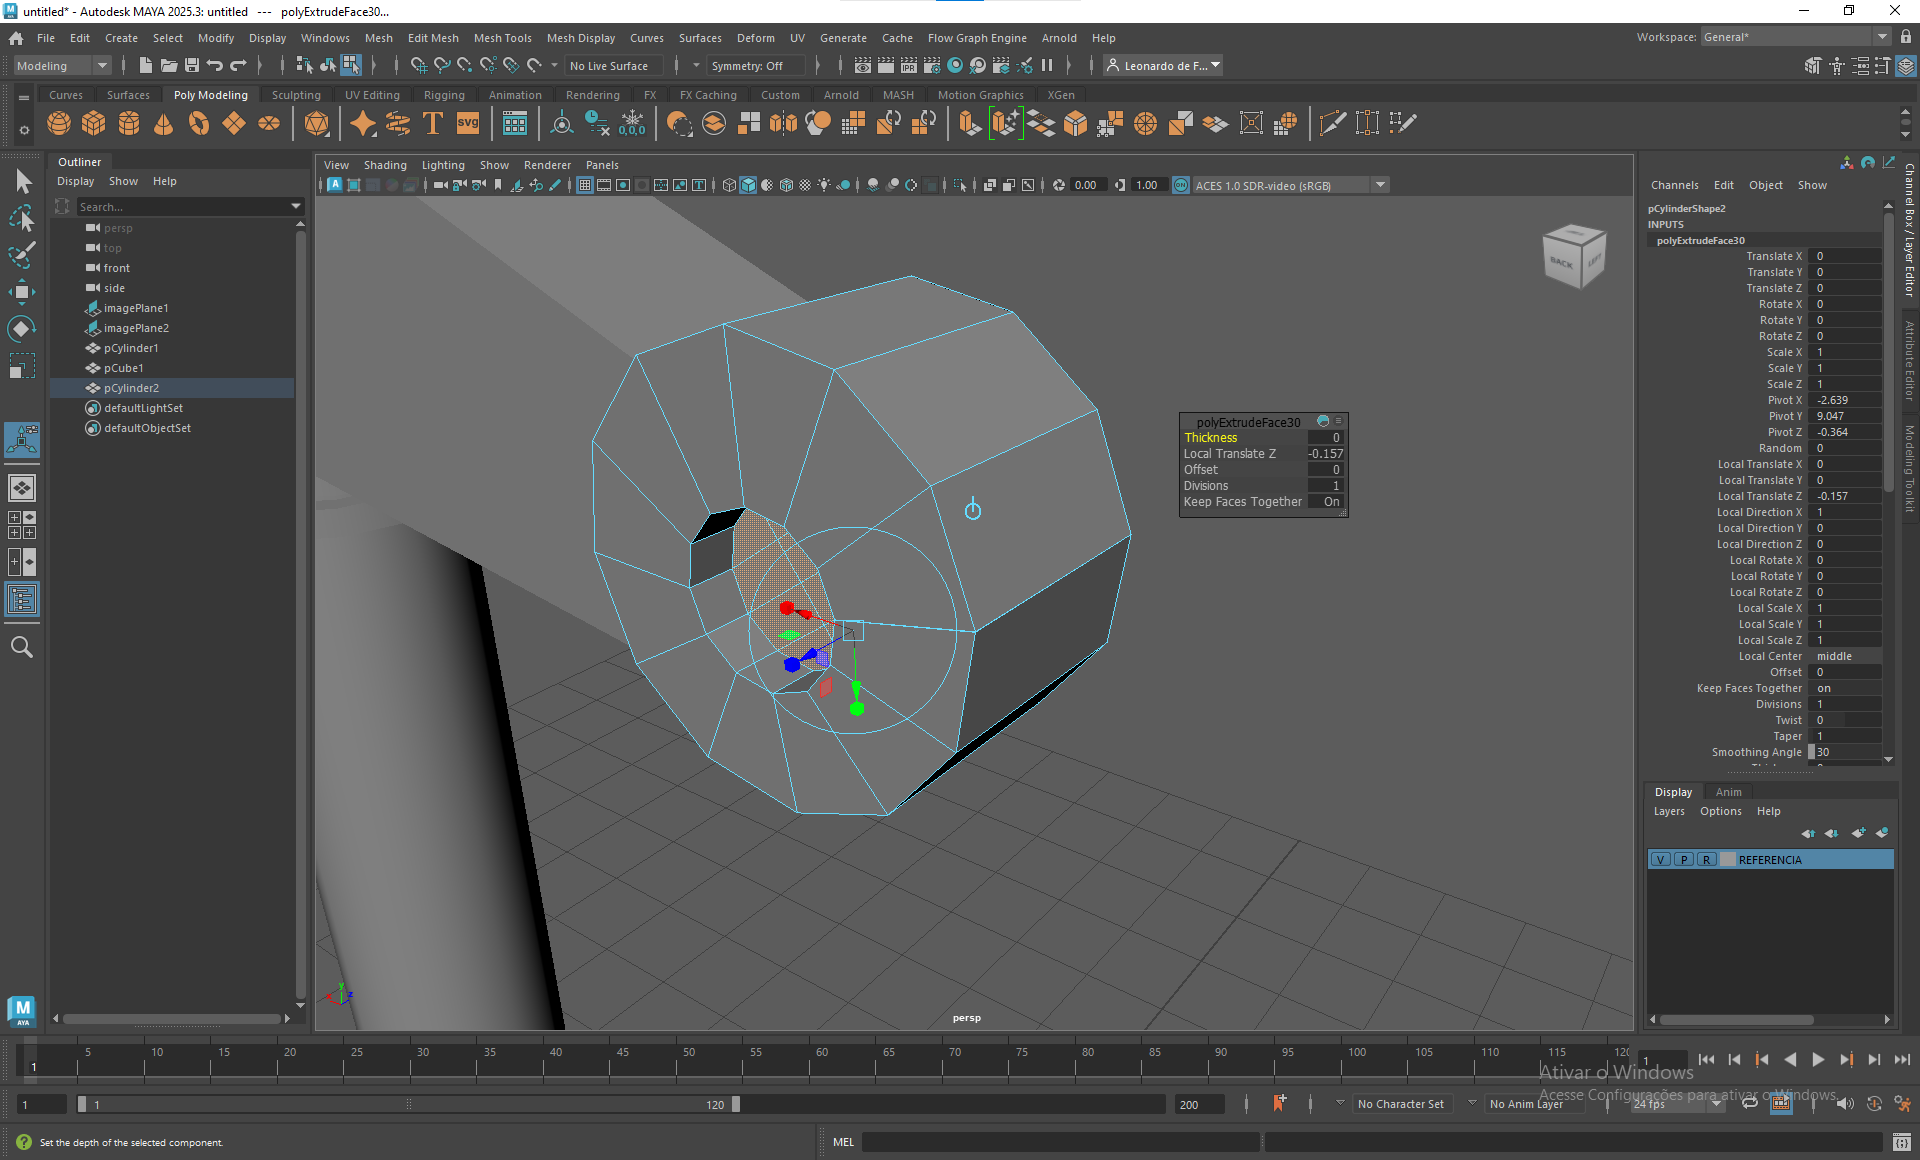 untitled* - Autodesk MAYA 2025.3: untitled   ---   polyExtrudeFace30...
File Edit Create Select Modify Display Windows Mesh Edit Mesh Mesh Tools Mesh Display Curves Surfaces Deform UV Generate Cache Flow Graph Engine Arnold Help Workspace: General*
Modeling No Live Surface Symmetry: Off IPR Leonardo de F...
Curves Surfaces Poly Modeling Sculpting UV Editing Rigging Animation Rendering FX FX Caching Custom Arnold MASH Motion Graphics XGen
T SVG 0,0,0
Outliner
Display Show Help
Search...
persp
top
front
side
imagePlane1
imagePlane2
pCylinder1
pCube1
pCylinder2
defaultLightSet
defaultObjectSet
View Shading Lighting Show Renderer Panels
0.00 1.00 ACES 1.0 SDR-video (sRGB)
BACK LEFT
polyExtrudeFace30
Thickness 0
Local Translate Z -0.157
Offset 0
Divisions 1
Keep Faces Together On
persp
y
z
Channels Edit Object Show
pCylinderShape2
INPUTS
polyExtrudeFace30
Translate X 0
Translate Y 0
Translate Z 0
Rotate X 0
Rotate Y 0
Rotate Z 0
Scale X 1
Scale Y 1
Scale Z 1
Pivot X -2.639
Pivot Y 9.047
Pivot Z -0.364
Random 0
Local Translate X 0
Local Translate Y 0
Local Translate Z -0.157
Local Direction X 1
Local Direction Y 0
Local Direction Z 0
Local Rotate X 0
Local Rotate Y 0
Local Rotate Z 0
Local Scale X 1
Local Scale Y 1
Local Scale Z 1
Local Center middle
Offset 0
Keep Faces Together on
Divisions 1
Twist 0
Taper 1
Smoothing Angle 30
Channel Box / Layer Editor
Attribute Editor
Modeling Toolkit
Display Anim
Layers Options Help
V P R REFERENCIA
M
AYA
1 5 10 15 20 25 30 35 40 45 50 55 60 65 70 75 80 85 90 95 100 105 110 115 120 1
Ativar o Windows
Acesse Configurações para ativar o Windows.
1 1 120 200 No Character Set No Anim Layer 24 fps
Set the depth of the selected component. MEL